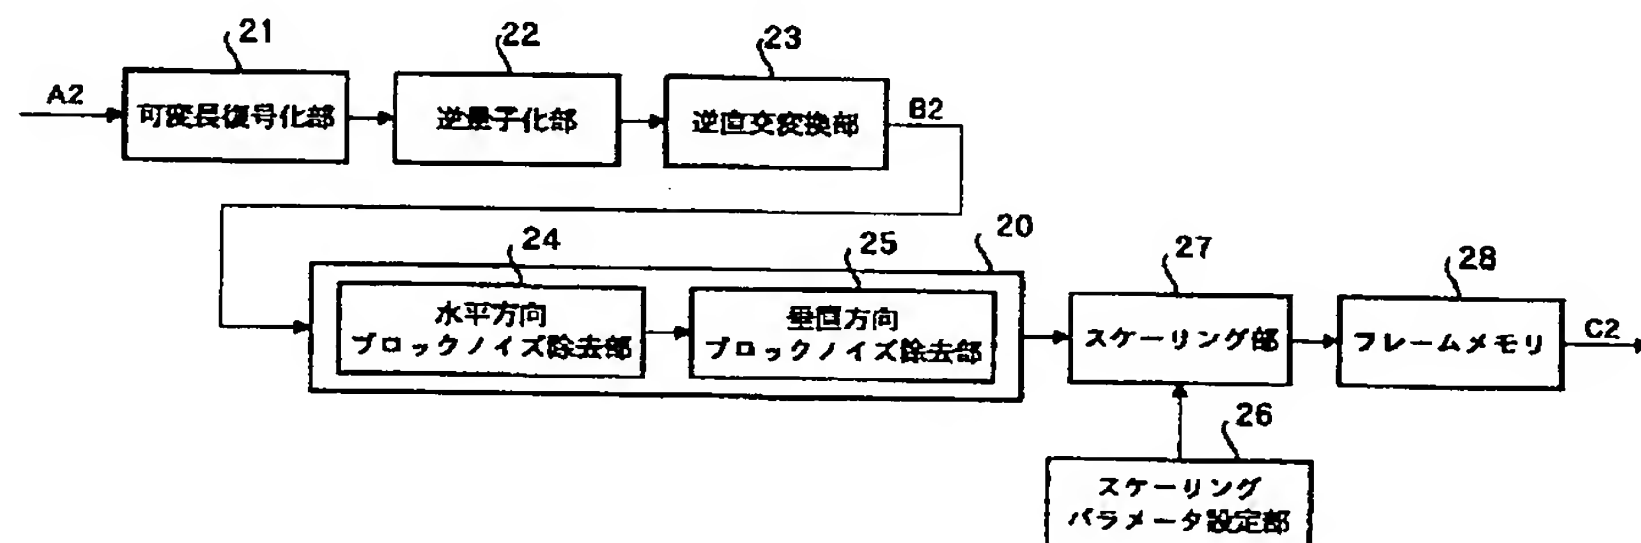 21
22
23
A2
可変長復号化部
逆量子化部
逆直交変換部
B2
24
25
20
27
28
水平方向
ブロックノイズ除去部
垂直方向
ブロックノイズ除去部
スケーリング部
フレームメモリ
C2
26
スケーリング
パラメータ設定部